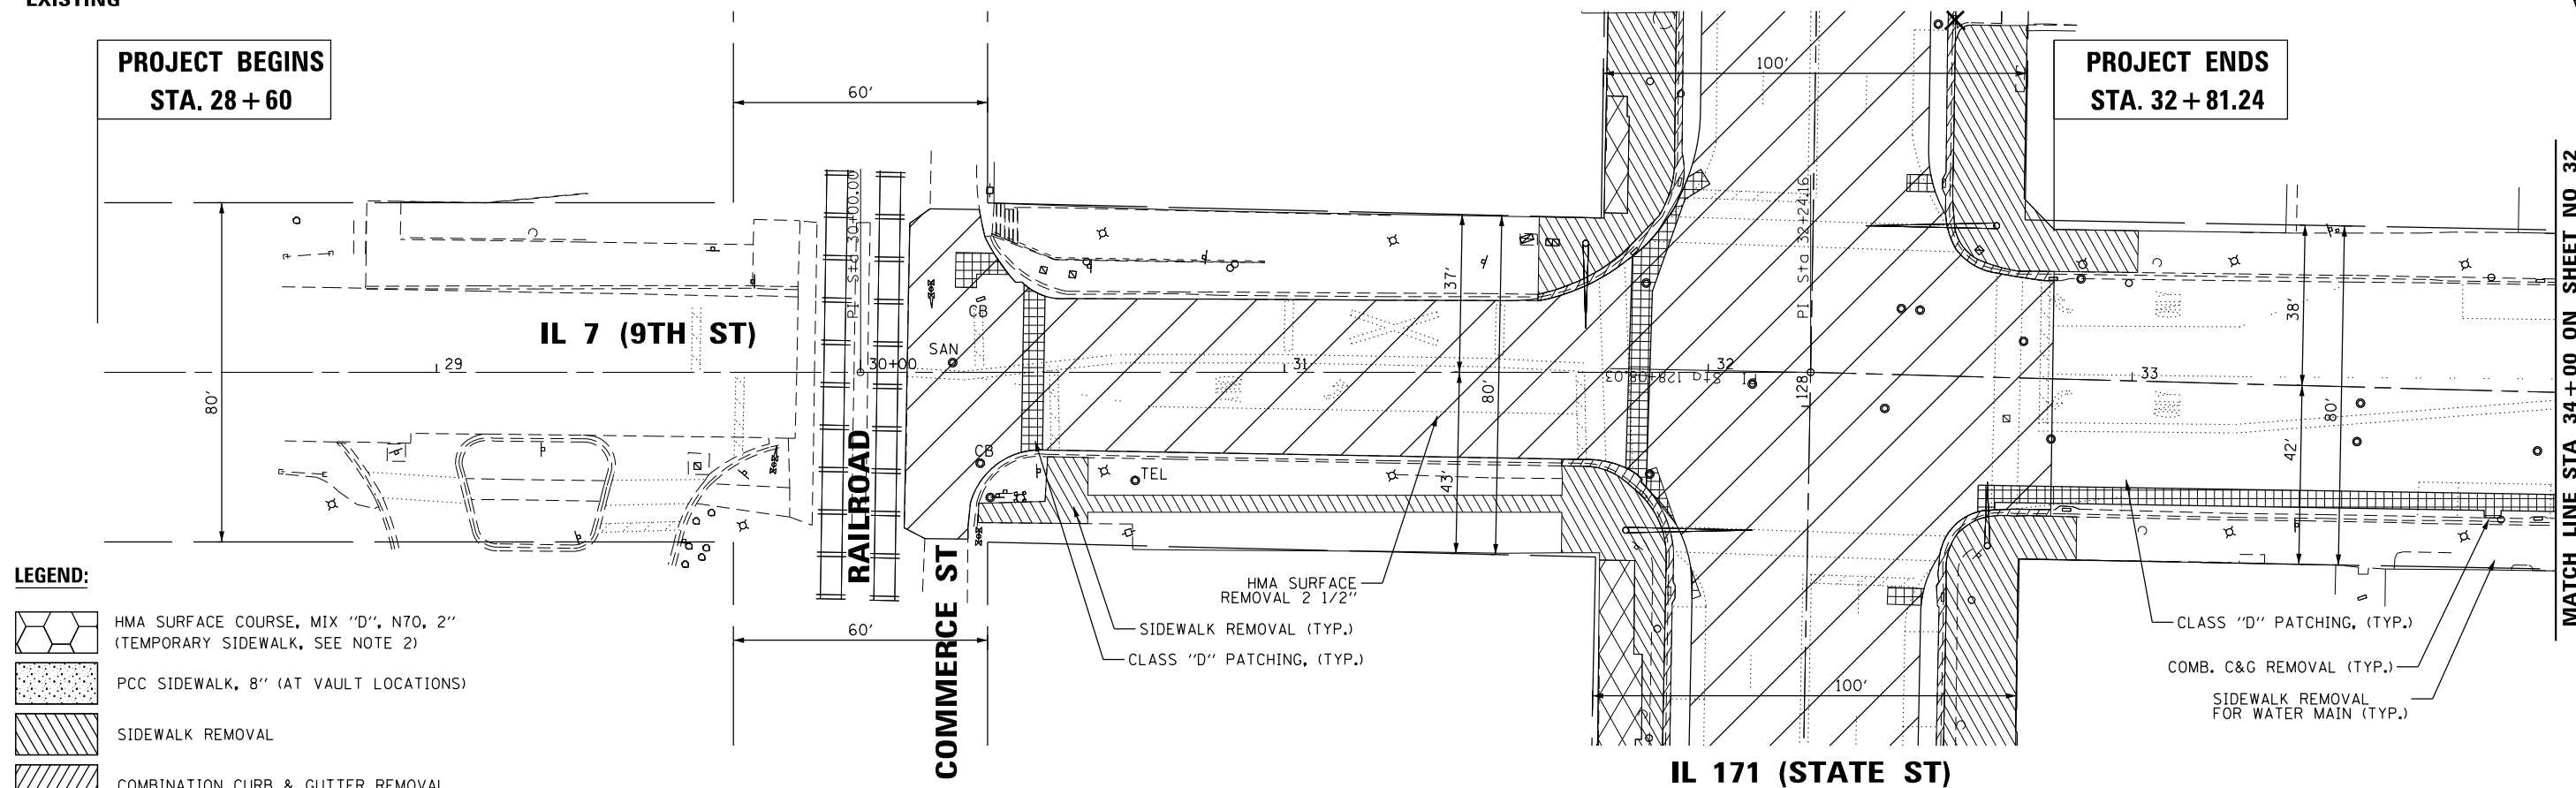 EXISTING
PROJECT BEGINS
STA. 28+60
60'
100'
PROJECT ENDS
STA. 32+81.24
MATCH LINE STA 34+00 ON SHEET NO 32
PI Sta 30+00.00
PI Sta 32+24.16
80'
IL 7 (9TH ST)
29
30+00
SAN
CB
31
37'
80'
PI Sta 128+08.03
32
128
33
38'
80'
42'
CB
TEL
43'
RAILROAD
COMMERCE ST
60'
HMA SURFACE
REMOVAL 2 1/2"
SIDEWALK REMOVAL (TYP.)
CLASS "D" PATCHING, (TYP.)
100'
CLASS "D" PATCHING, (TYP.)
COMB. C&G REMOVAL (TYP.)
SIDEWALK REMOVAL
FOR WATER MAIN (TYP.)
IL 171 (STATE ST)
LEGEND:
HMA SURFACE COURSE, MIX "D", N70, 2"
(TEMPORARY SIDEWALK, SEE NOTE 2)
PCC SIDEWALK, 8" (AT VAULT LOCATIONS)
SIDEWALK REMOVAL
COMBINATION CURB & GUTTER REMOVAL